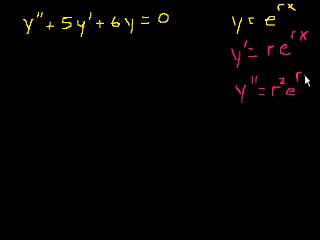 y" + 5y' + 6y = 0
y = e^{rx}
y' = re^{rx}
y" = r^2e^r